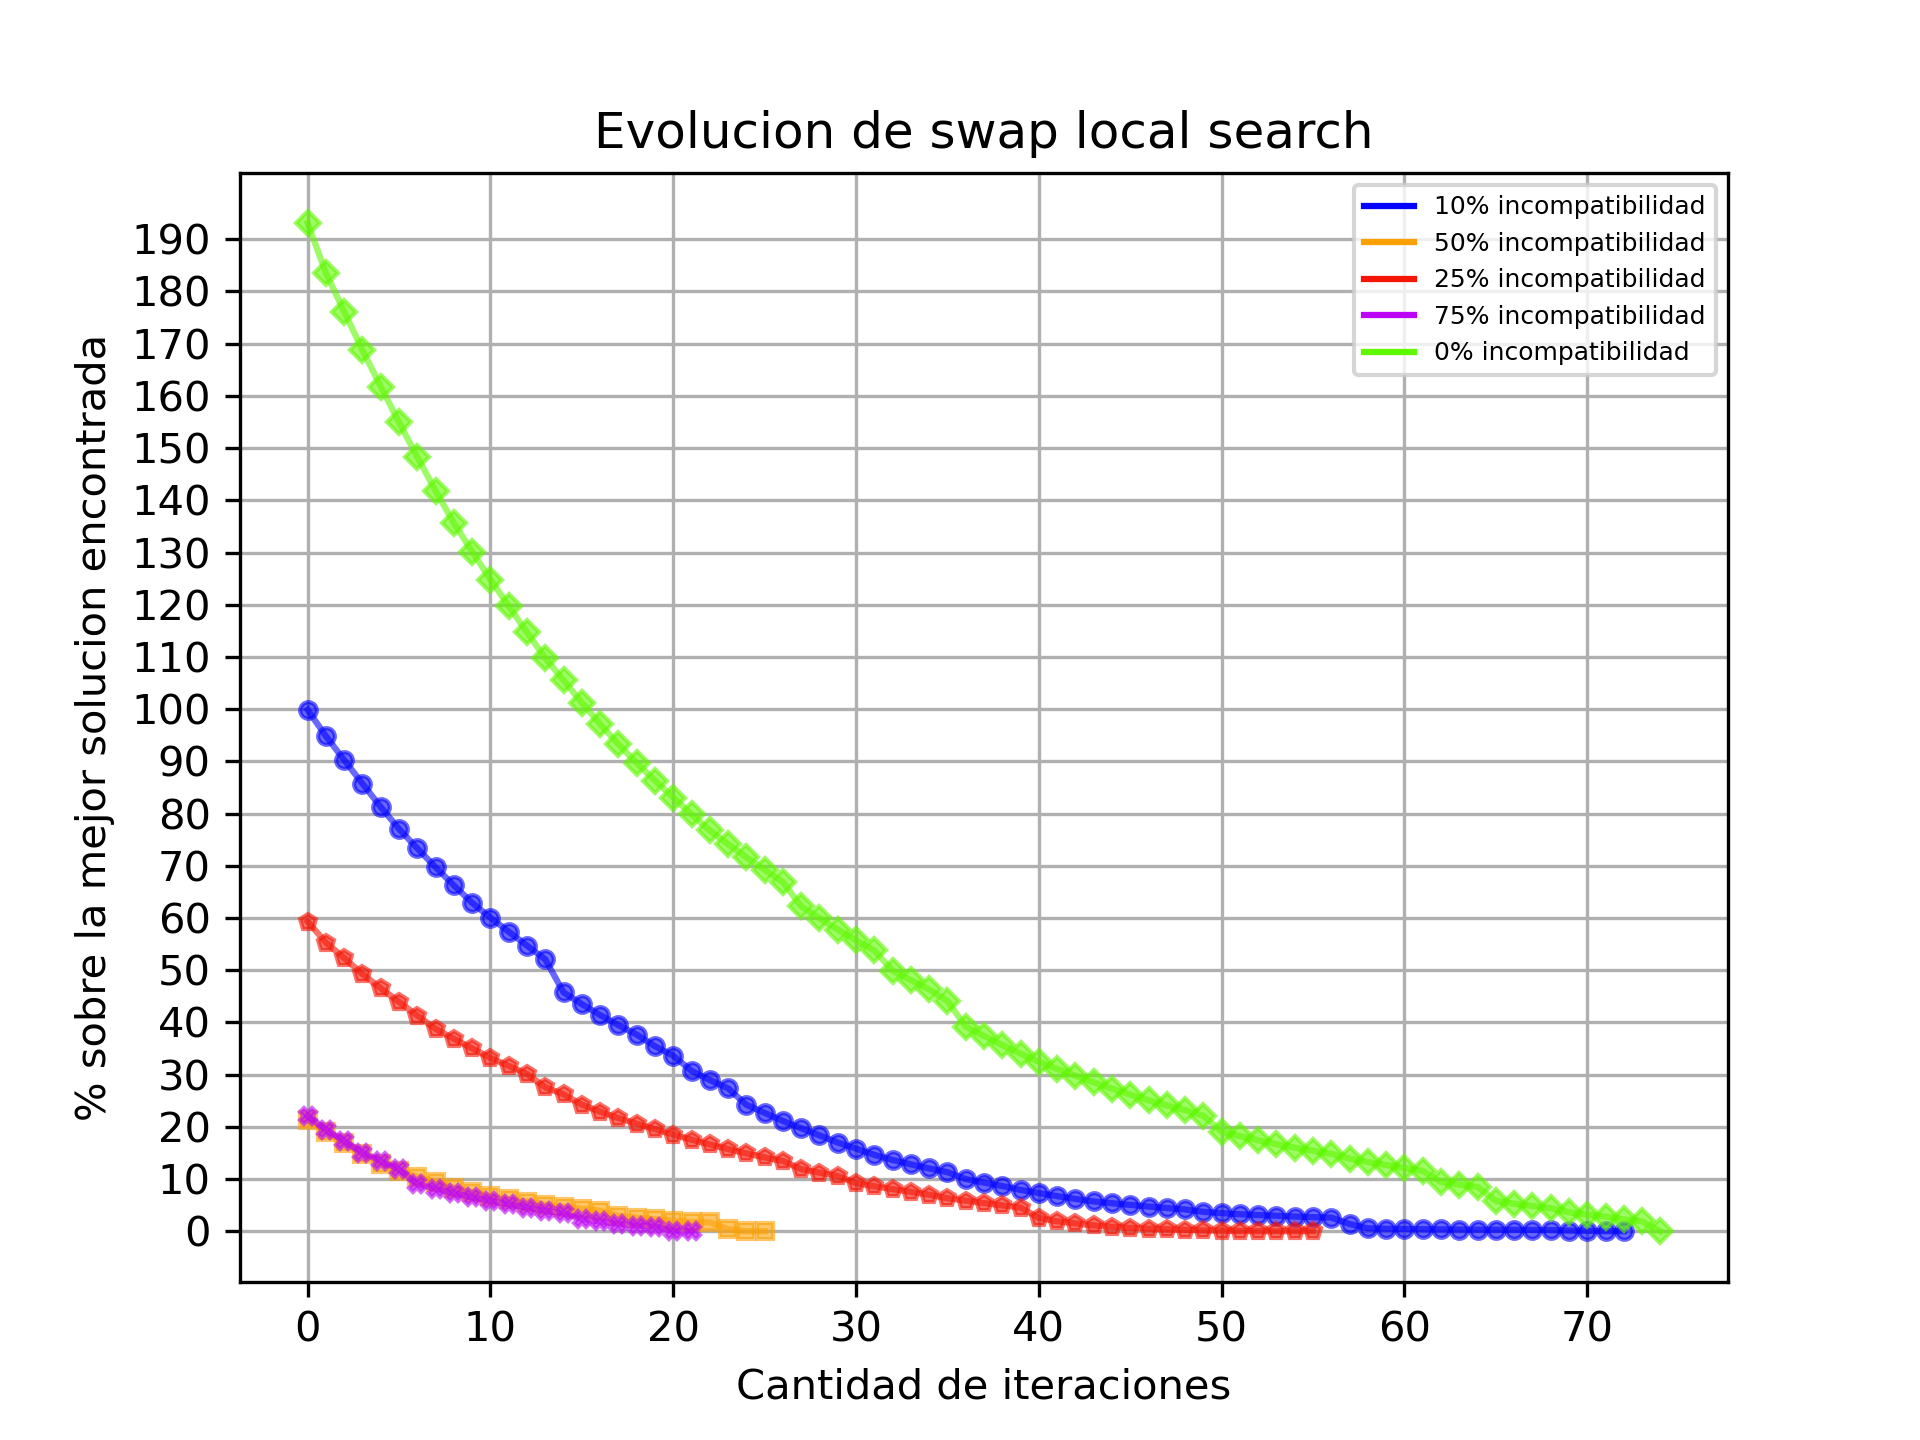 Evolucion de swap local search
% sobre la mejor solucion encontrada
190
180
170
160
150
140
130
120
110
100
90
80
70
60
50
40
30
20
10
0
10% incompatibilidad
50% incompatibilidad
25% incompatibilidad
75% incompatibilidad
0% incompatibilidad
0 10 20 30 40 50 60 70
Cantidad de iteraciones